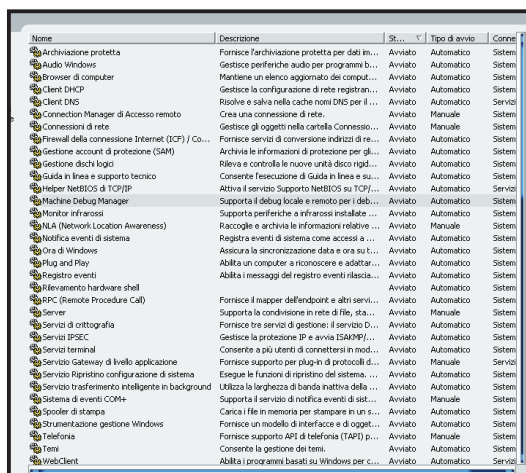 Nome Descrizione St... Tipo di avvio Conne
Archiviazione protetta Fornisce l'archiviazione protetta per dati im... Avviato Automatico Sistem
Audio Windows Gestisce periferiche audio per programmi b... Avviato Automatico Sistem
Browser di computer Mantiene un elenco aggiornato dei comput... Avviato Automatico Sistem
Client DHCP Gestisce la configurazione di rete registran... Avviato Automatico Sistem
Client DNS Risolve e salva nella cache nomi DNS per il ... Avviato Automatico Servizi
Connection Manager di Accesso remoto Crea una connessione di rete. Avviato Manuale Sistem
Connessioni di rete Gestisce gli oggetti nella cartella Connessio... Avviato Manuale Sistem
Firewall della connessione Internet (ICF) / Co... Fornisce servizi di conversione indirizzi di re... Avviato Automatico Sistem
Gestione account di protezione (SAM) Archivia le informazioni di protezione per gli... Avviato Automatico Sistem
Gestione dischi logici Rileva e controlla le nuove unità disco rigid... Avviato Automatico Sistem
Guida in linea e supporto tecnico Consente l'esecuzione di Guida in linea e su... Avviato Automatico Sistem
Helper NetBIOS di TCP/IP Attiva il servizio Supporto NetBIOS su TCP/... Avviato Automatico Servizi
Machine Debug Manager Supporta il debug locale e remoto per i deb... Avviato Automatico Sistem
Monitor infrarossi Supporta periferiche a infrarossi installate ... Avviato Automatico Sistem
NLA (Network Location Awareness) Raccoglie e archivia le informazioni relative ... Avviato Manuale Sistem
Notifica eventi di sistema Registra eventi di sistema come accessi a ... Avviato Automatico Sistem
Ora di Windows Assicura la sincronizzazione data e ora su t... Avviato Automatico Sistem
Plug and Play Abilita un computer a riconoscere e adattar... Avviato Automatico Sistem
Registro eventi Abilita i messaggi del registro eventi rilascia... Avviato Automatico Sistem
Rilevamento hardware shell Avviato Automatico Sistem
RPC (Remote Procedure Call) Fornisce il mapper dell'endpoint e altri servi... Avviato Automatico Sistem
Server Supporta la condivisione in rete di file, sta... Avviato Manuale Sistem
Servizi di crittografia Fornisce tre servizi di gestione: il servizio D... Avviato Automatico Sistem
Servizi IPSEC Gestisce la protezione IP e avvia ISAKMP/... Avviato Automatico Sistem
Servizi terminal Consente a più utenti di connettersi in mod... Avviato Manuale Sistem
Servizio Gateway di livello applicazione Fornisce supporto per plug-in di protocolli d... Avviato Manuale Servizi
Servizio Ripristino configurazione di sistema Esegue le funzioni di ripristino del sistema. ... Avviato Automatico Sistem
Servizio trasferimento intelligente in background Utilizza la larghezza di banda inattiva della ... Avviato Manuale Sistem
Sistema di eventi COM+ Supporta il servizio di notifica eventi di sist... Avviato Manuale Sistem
Spooler di stampa Carica i file in memoria per stampare in un s... Avviato Automatico Sistem
Strumentazione gestione Windows Fornisce un modello di interfacce e di ogget... Avviato Automatico Sistem
Telefonia Fornisce supporto API di telefonia (TAPI) p... Avviato Manuale Sistem
Temi Consente la gestione dei temi. Avviato Automatico Sistem
WebClient Abilita i programmi basati su Windows per c... Avviato Automatico Servizi